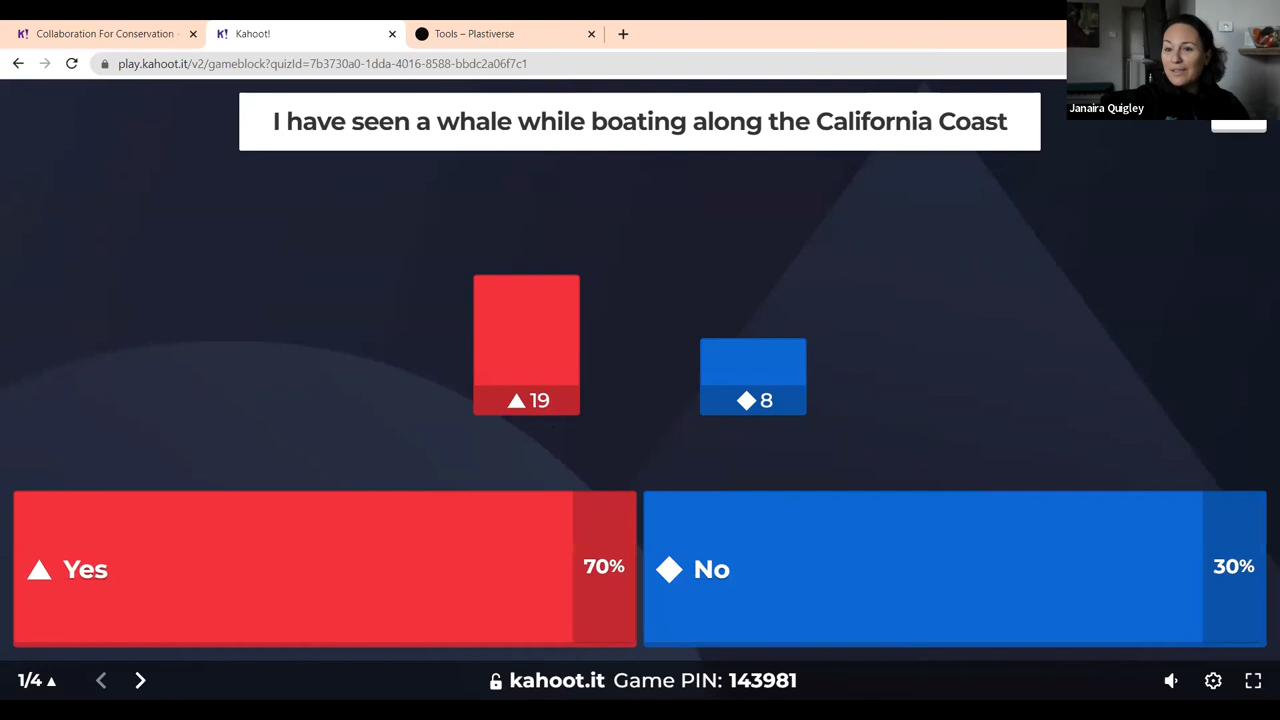 K! Collaboration For Conservation
K! Kahoot!
Tools – Plastiverse
play.kahoot.it/v2/gameblock?quizId=7b3730a0-1dda-4016-8588-bbdc2a06f7c1
Janaira Quigley
I have seen a whale while boating along the California Coast
19
8
Yes
70%
No
30%
1/4
kahoot.it Game PIN: 143981